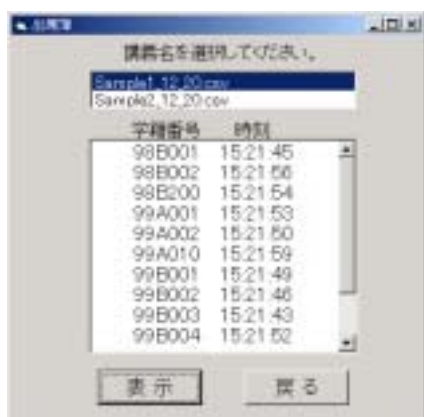 出席簿
講義名を選択してください。
Sample1_12_20.csv
Sample2_12_20.csv
学籍番号 時刻
98B001 15:21:45
98B002 15:21:56
98B200 15:21:54
99A001 15:21:53
99A002 15:21:50
99A010 15:21:59
99B001 15:21:49
99B002 15:21:46
99B003 15:21:43
99B004 15:21:52
表示 戻る